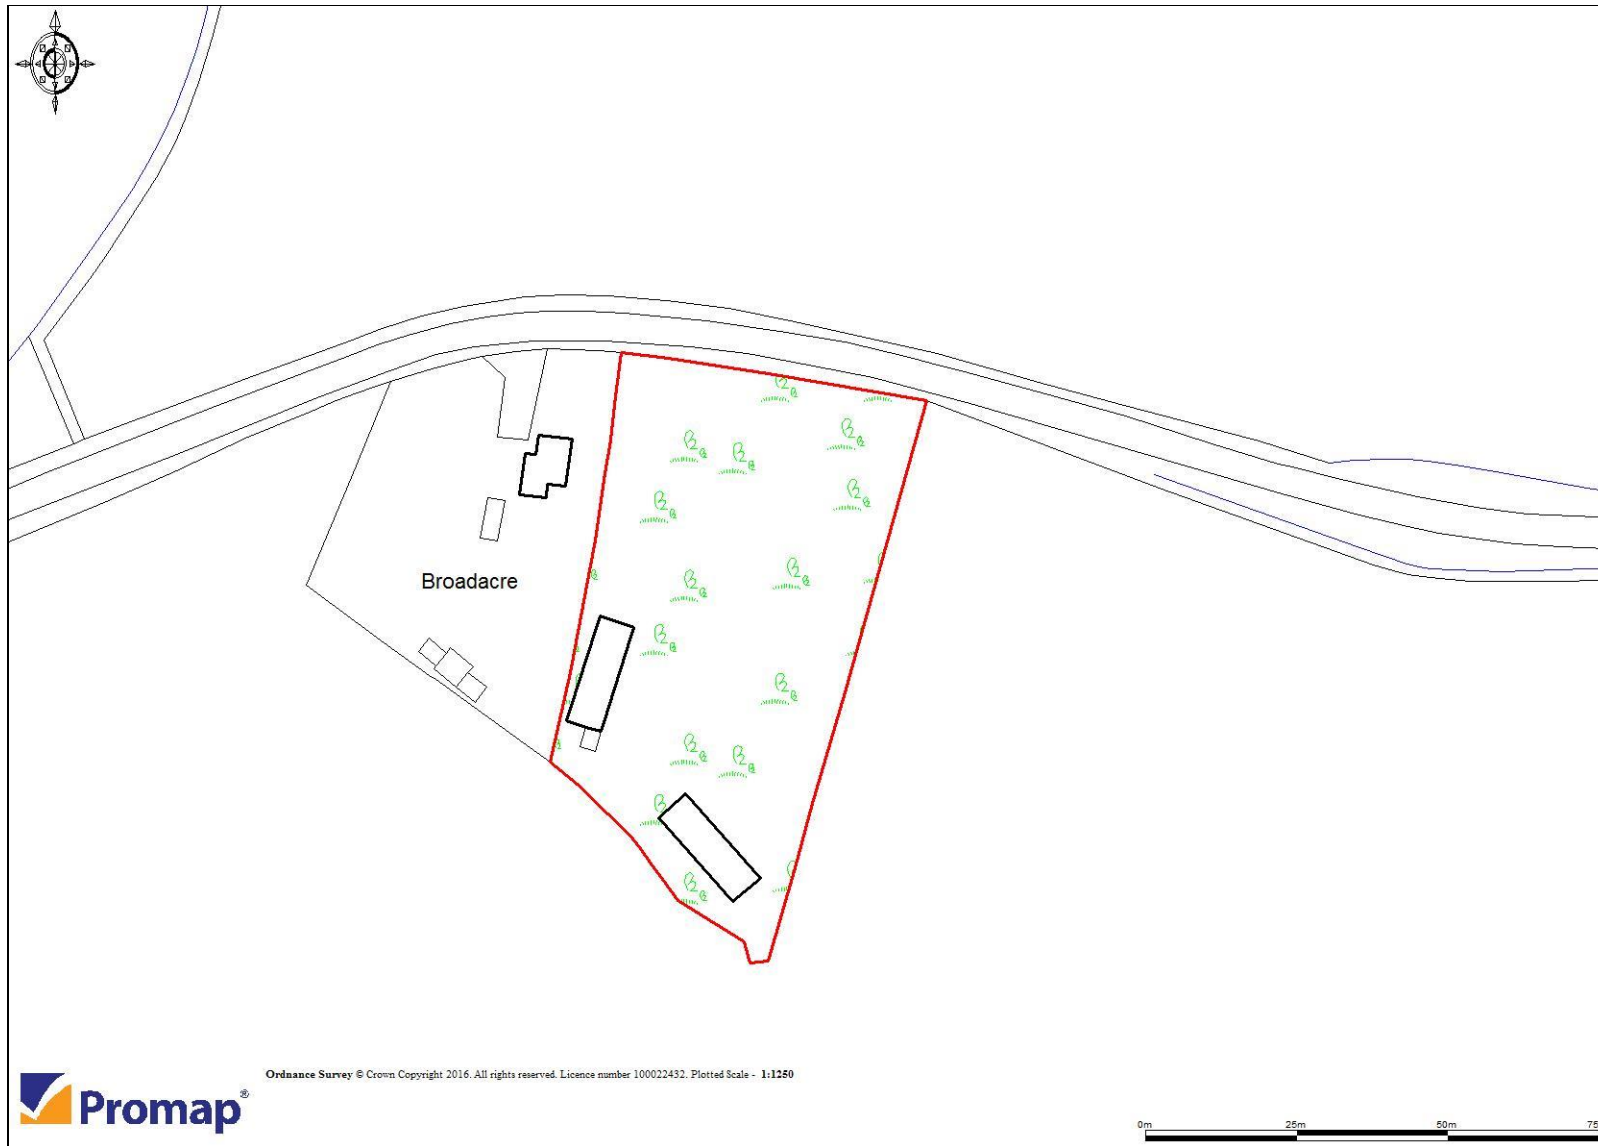 Broadacre
Ordnance Survey © Crown Copyright 2016. All rights reserved. Licence number 100022432. Plotted Scale - 1:1250
Promap®
0m 25m 50m 75